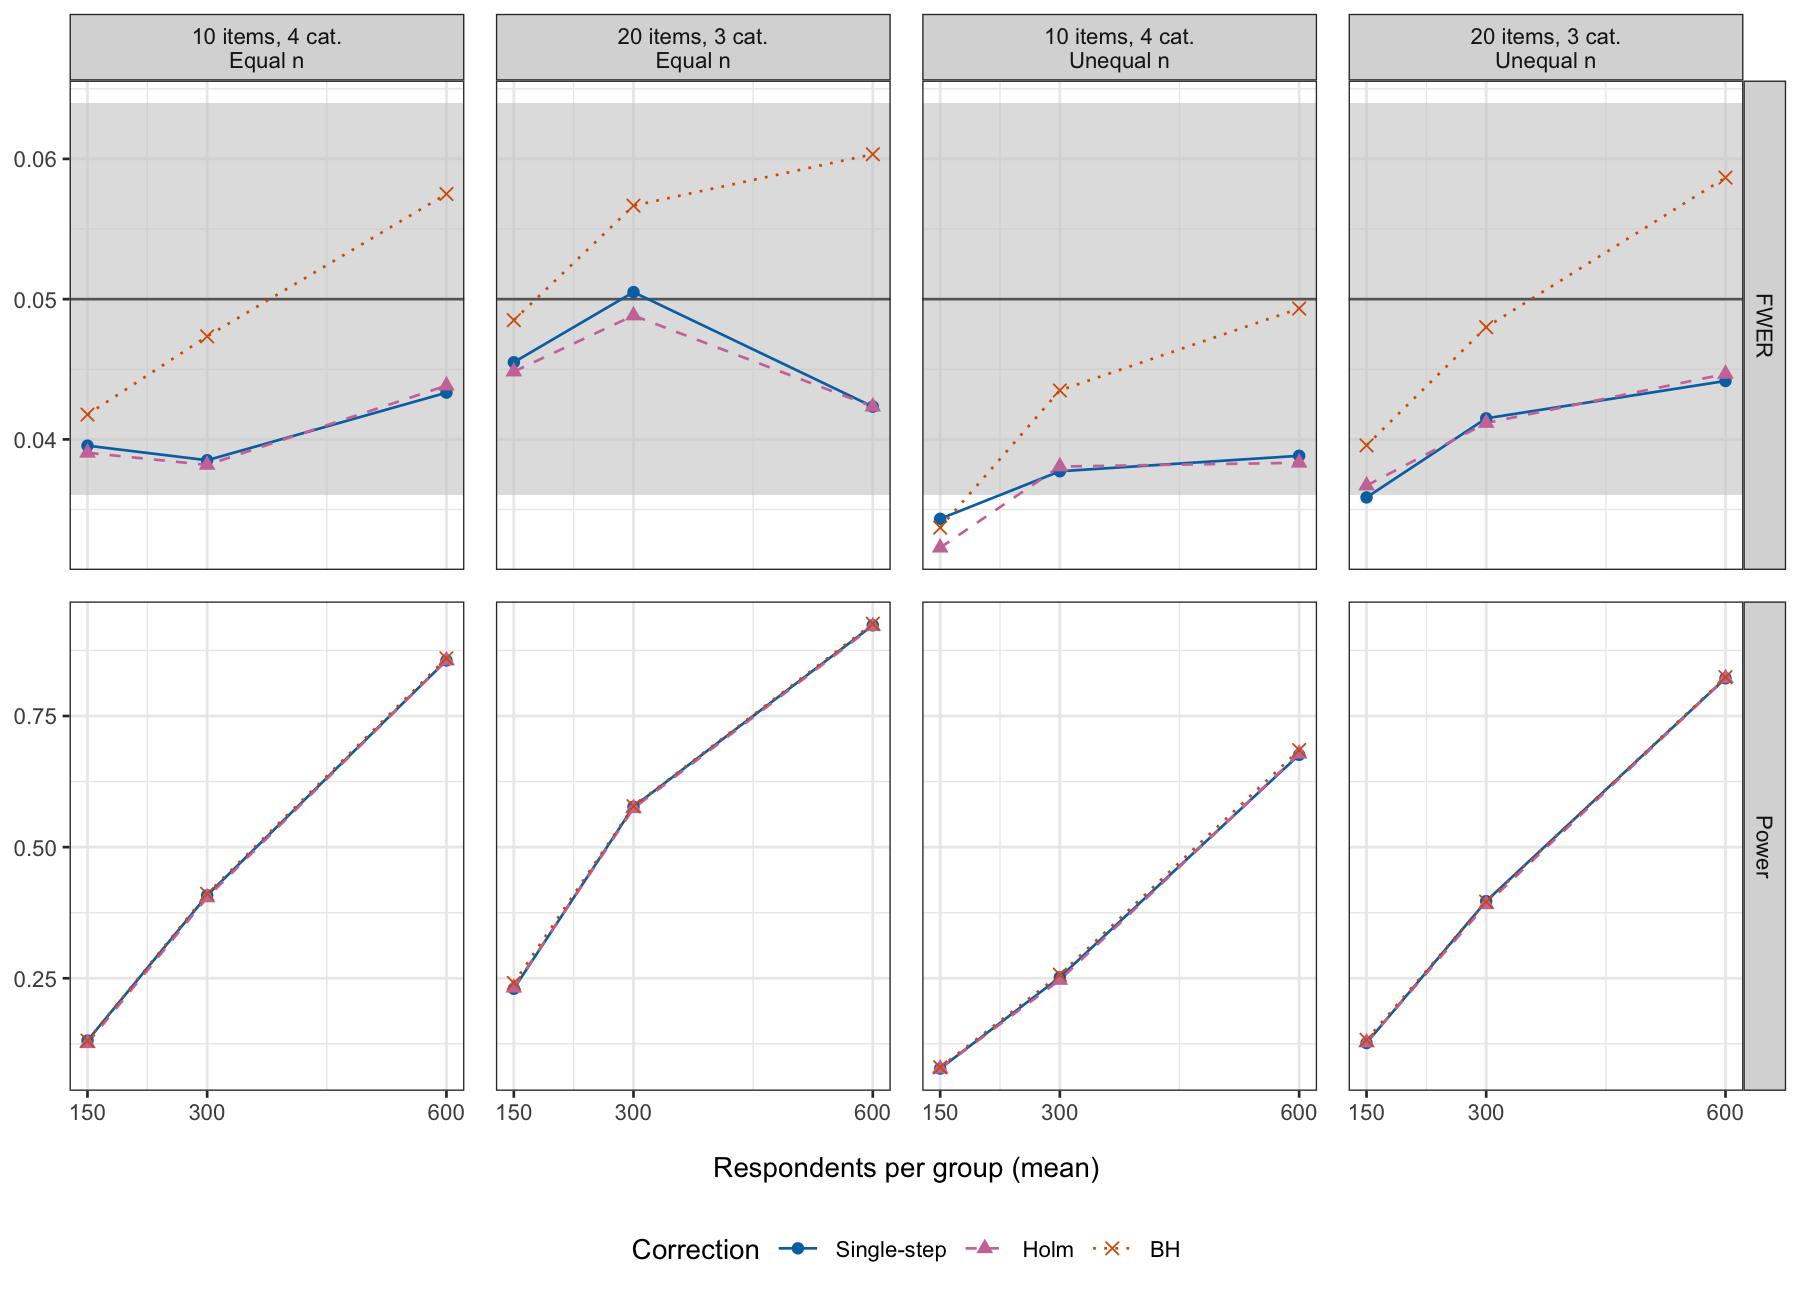 10 items, 4 cat.
Equal n
20 items, 3 cat.
Equal n
10 items, 4 cat.
Unequal n
20 items, 3 cat.
Unequal n
0.06
0.05
0.04
FWER
0.75
0.50
0.25
Power
150 300 600
150 300 600
150 300 600
150 300 600
Respondents per group (mean)
Correction Single-step Holm BH